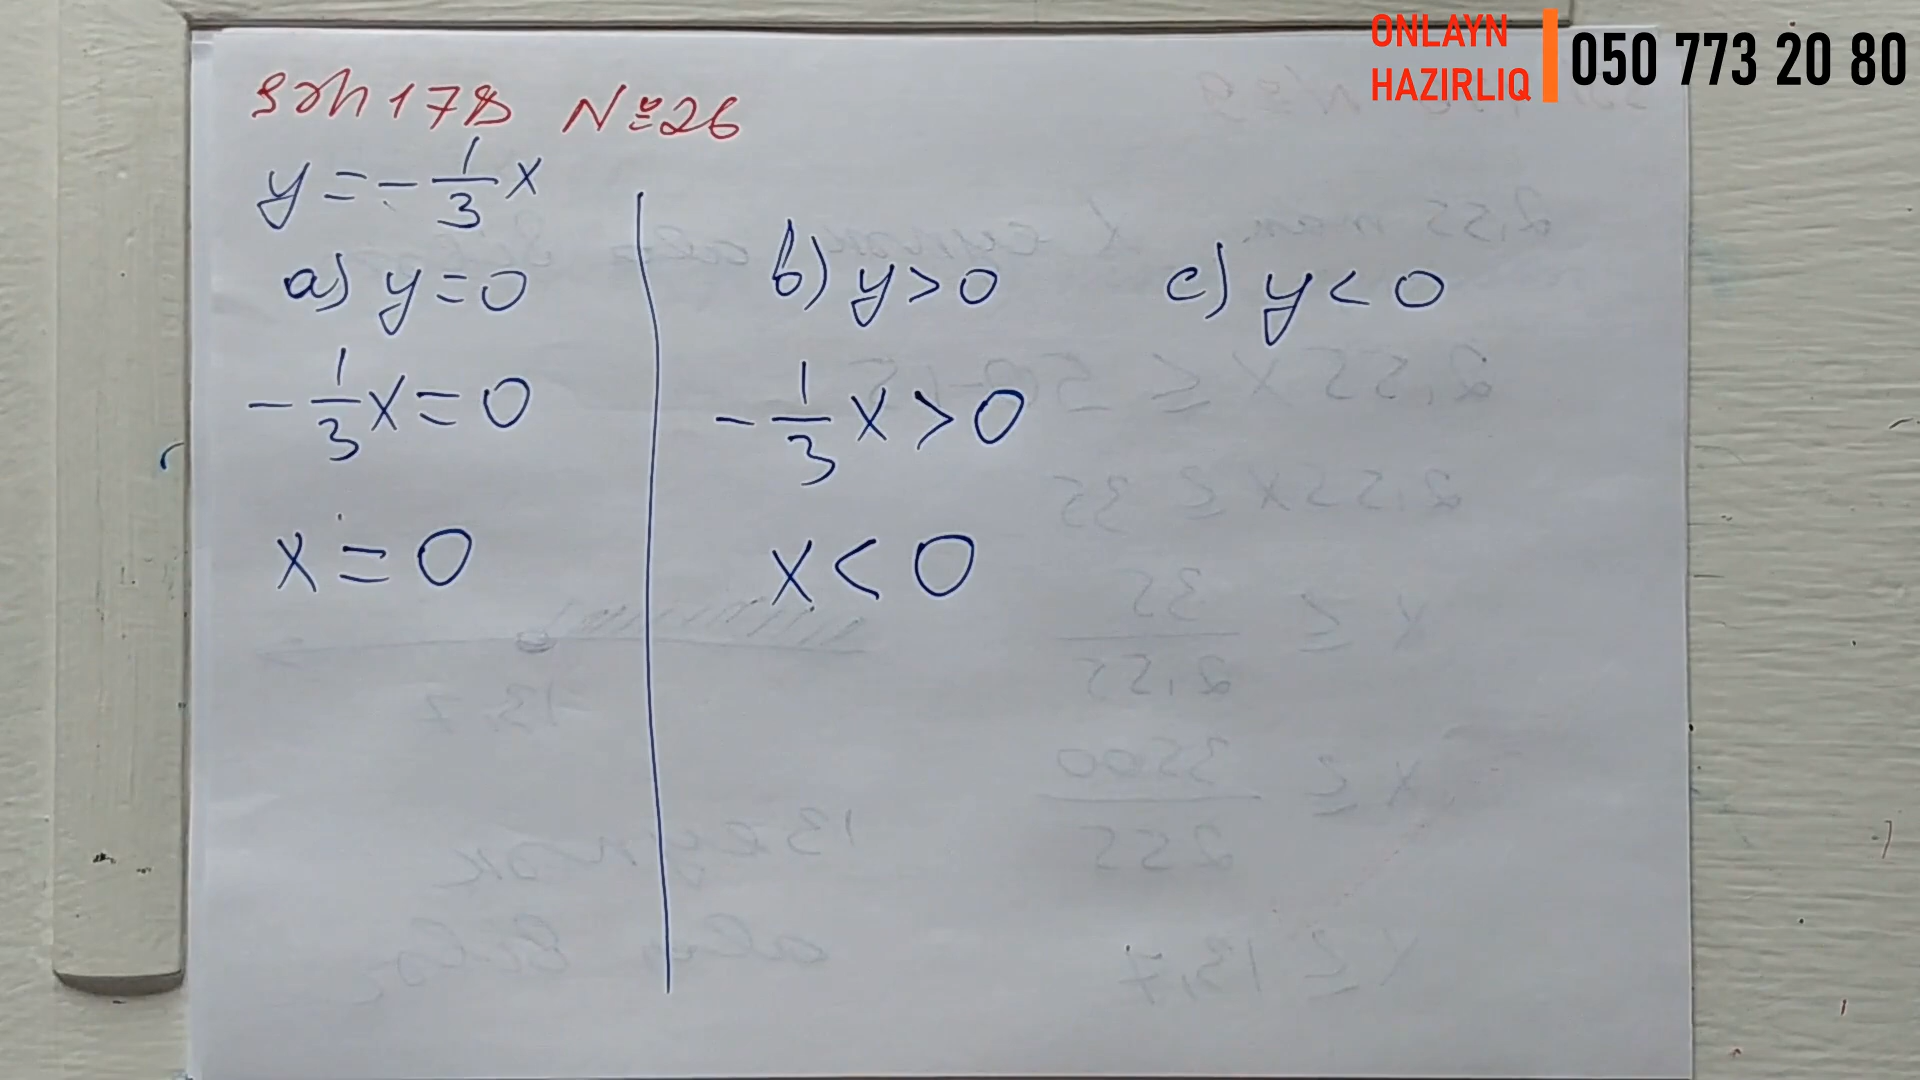 ONLAYN
HAZIRLIQ
050 773 20 80
səh 178 №26
y = - 1/3 x
a) y = 0
- 1/3 x = 0
x = 0
b) y > 0
- 1/3 x > 0
x < 0
c) y < 0